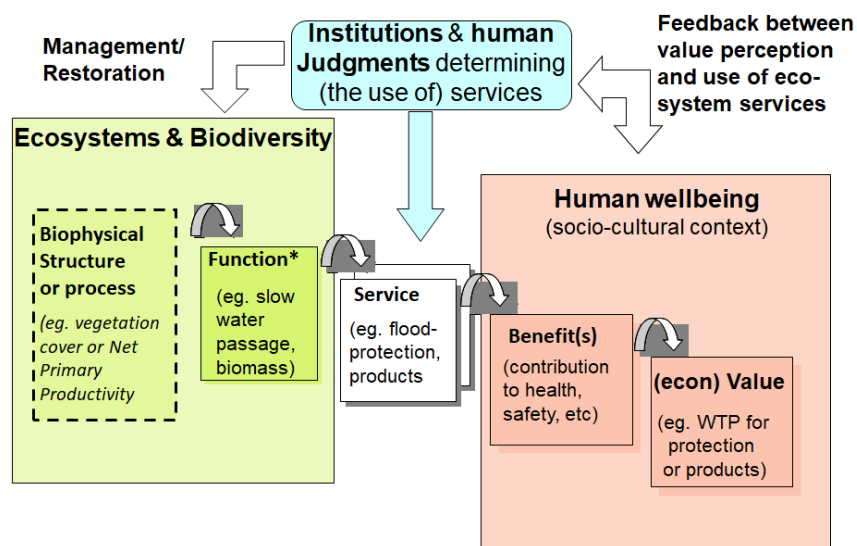 Management/
Restoration
Institutions & human
Judgments determining
(the use of) services
Feedback between
value perception
and use of eco-
system services
Ecosystems & Biodiversity
Biophysical
Structure
or process
(eg. vegetation
cover or Net
Primary
Productivity
Function*
(eg. slow
water
passage,
biomass)
Service
(eg. flood-
protection,
products
Human wellbeing
(socio-cultural context)
Benefit(s)
(contribution
to health,
safety, etc)
(econ) Value
(eg. WTP for
protection
or products)